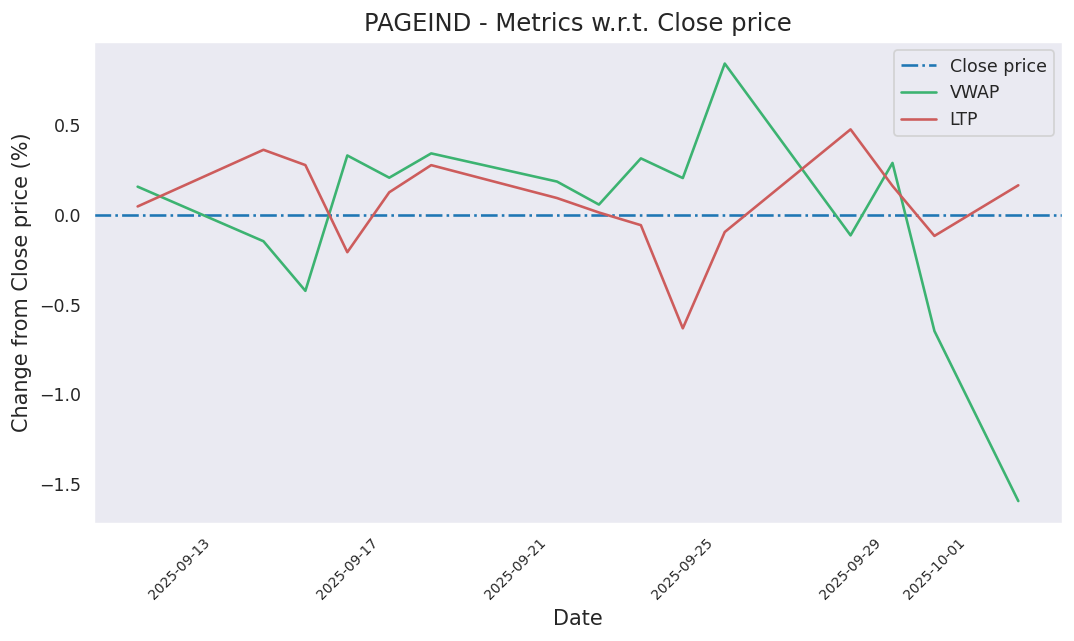 PAGEIND - Metrics w.r.t. Close price
Close price
VWAP
LTP
Change from Close price (%)
0.5
0.0
−0.5
−1.0
−1.5
2025-09-13
2025-09-17
2025-09-21
2025-09-25
2025-09-29
2025-10-01
Date